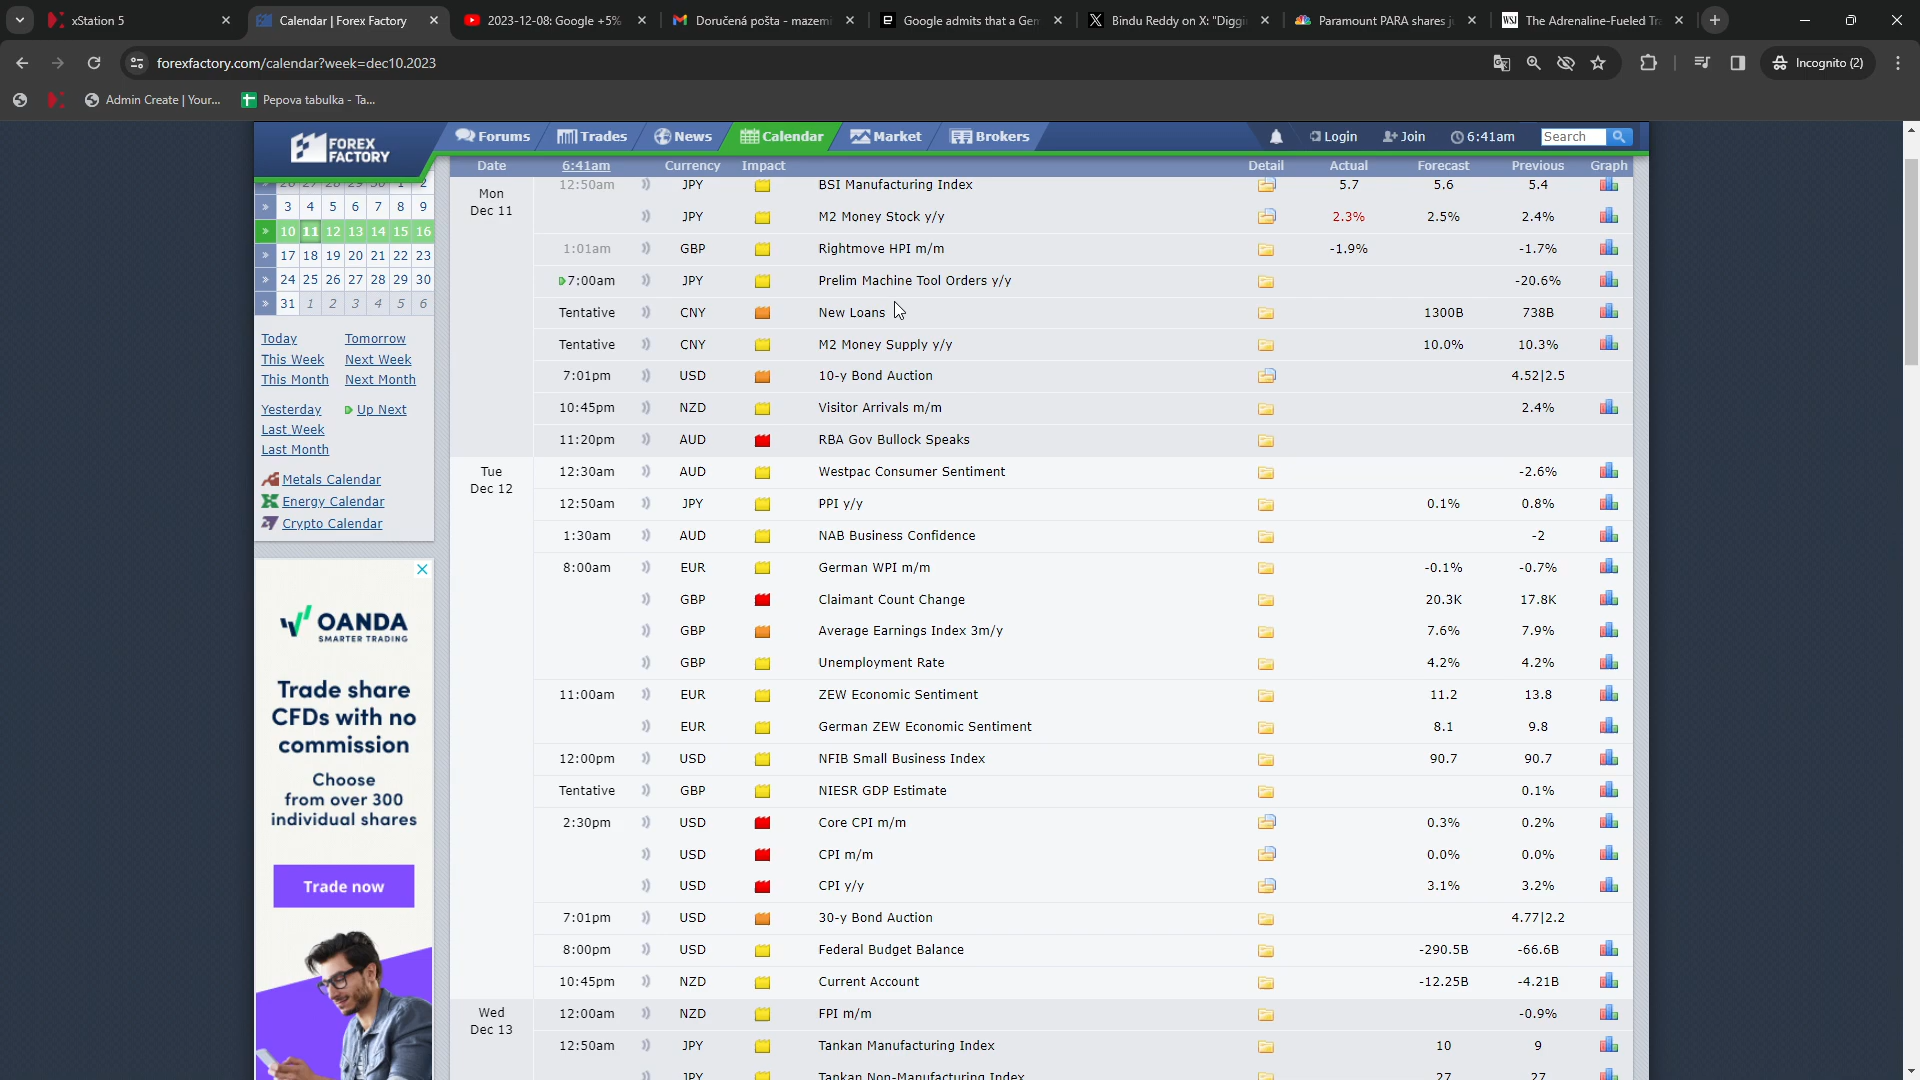 xStation 5
Calendar | Forex Factory
2023-12-08: Google +5%
Doručená pošta - mazemi
Google admits that a Gem
Bindu Reddy on X: "Diggi
Paramount PARA shares j
WSJ
The Adrenaline-Fueled Tr
forexfactory.com/calendar?week=dec10.2023
Incognito (2)
Admin Create | Your...
Pepova tabulka - Ta...
FOREX
FACTORY
Forums
Trades
News
Calendar
Market
Brokers
Login
Join
6:41am
Search
Date 6:41am Currency Impact Detail Actual Forecast Previous Graph
26 27 28 29 30 1 2
» 3 4 5 6 7 8 9
» 10 11 12 13 14 15 16
» 17 18 19 20 21 22 23
» 24 25 26 27 28 29 30
» 31 1 2 3 4 5 6
Today Tomorrow
This Week Next Week
This Month Next Month
Yesterday Up Next
Last Week
Last Month
Metals Calendar
Energy Calendar
Crypto Calendar
OANDA
SMARTER TRADING
Trade share
CFDs with no
commission
Choose
from over 300
individual shares
Trade now
Mon
Dec 11
12:50am JPY BSI Manufacturing Index 5.7 5.6 5.4
JPY M2 Money Stock y/y 2.3% 2.5% 2.4%
1:01am GBP Rightmove HPI m/m -1.9% -1.7%
7:00am JPY Prelim Machine Tool Orders y/y -20.6%
Tentative CNY New Loans 1300B 738B
Tentative CNY M2 Money Supply y/y 10.0% 10.3%
7:01pm USD 10-y Bond Auction 4.52|2.5
10:45pm NZD Visitor Arrivals m/m 2.4%
11:20pm AUD RBA Gov Bullock Speaks
Tue
Dec 12
12:30am AUD Westpac Consumer Sentiment -2.6%
12:50am JPY PPI y/y 0.1% 0.8%
1:30am AUD NAB Business Confidence -2
8:00am EUR German WPI m/m -0.1% -0.7%
GBP Claimant Count Change 20.3K 17.8K
GBP Average Earnings Index 3m/y 7.6% 7.9%
GBP Unemployment Rate 4.2% 4.2%
11:00am EUR ZEW Economic Sentiment 11.2 13.8
EUR German ZEW Economic Sentiment 8.1 9.8
12:00pm USD NFIB Small Business Index 90.7 90.7
Tentative GBP NIESR GDP Estimate 0.1%
2:30pm USD Core CPI m/m 0.3% 0.2%
USD CPI m/m 0.0% 0.0%
USD CPI y/y 3.1% 3.2%
7:01pm USD 30-y Bond Auction 4.77|2.2
8:00pm USD Federal Budget Balance -290.5B -66.6B
10:45pm NZD Current Account -12.25B -4.21B
Wed
Dec 13
12:00am NZD FPI m/m -0.9%
12:50am JPY Tankan Manufacturing Index 10 9
JPY Tankan Non-Manufacturing Index 27 27